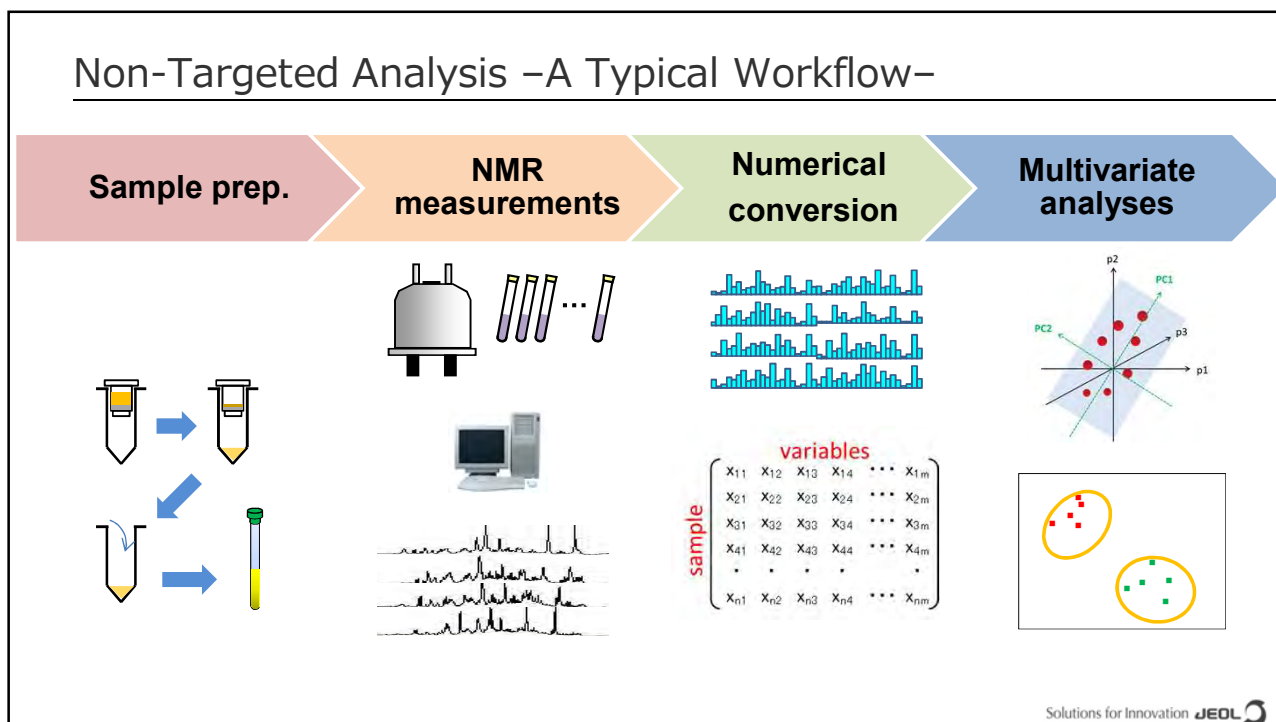 Non-Targeted Analysis –A Typical Workflow–
Sample prep.
NMR
measurements
Numerical
conversion
Multivariate
analyses
...
p2
PC1
PC2
p3
p1
variables
sample
x11 x12 x13 x14 ··· x1m
x21 x22 x23 x24 ··· x2m
x31 x32 x33 x34 ··· x3m
x41 x42 x43 x44 ··· x4m
· · · · ·
xn1 xn2 xn3 xn4 ··· xnm
Solutions for Innovation JEOL